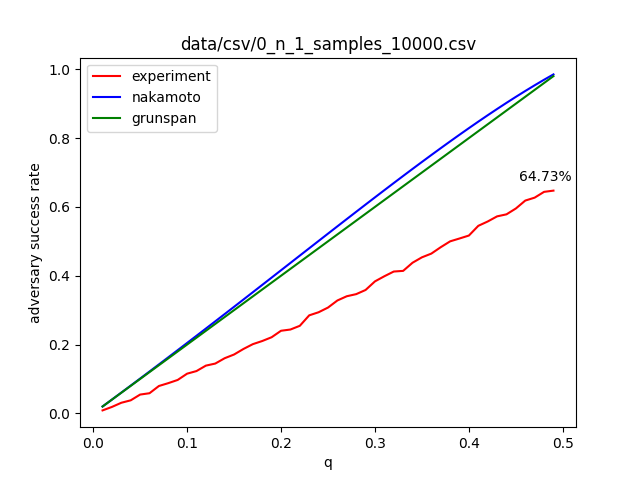 data/csv/0_n_1_samples_10000.csv
experiment
nakamoto
grunspan
64.73%
adversary success rate
1.0
0.8
0.6
0.4
0.2
0.0
0.0 0.1 0.2 0.3 0.4 0.5
q